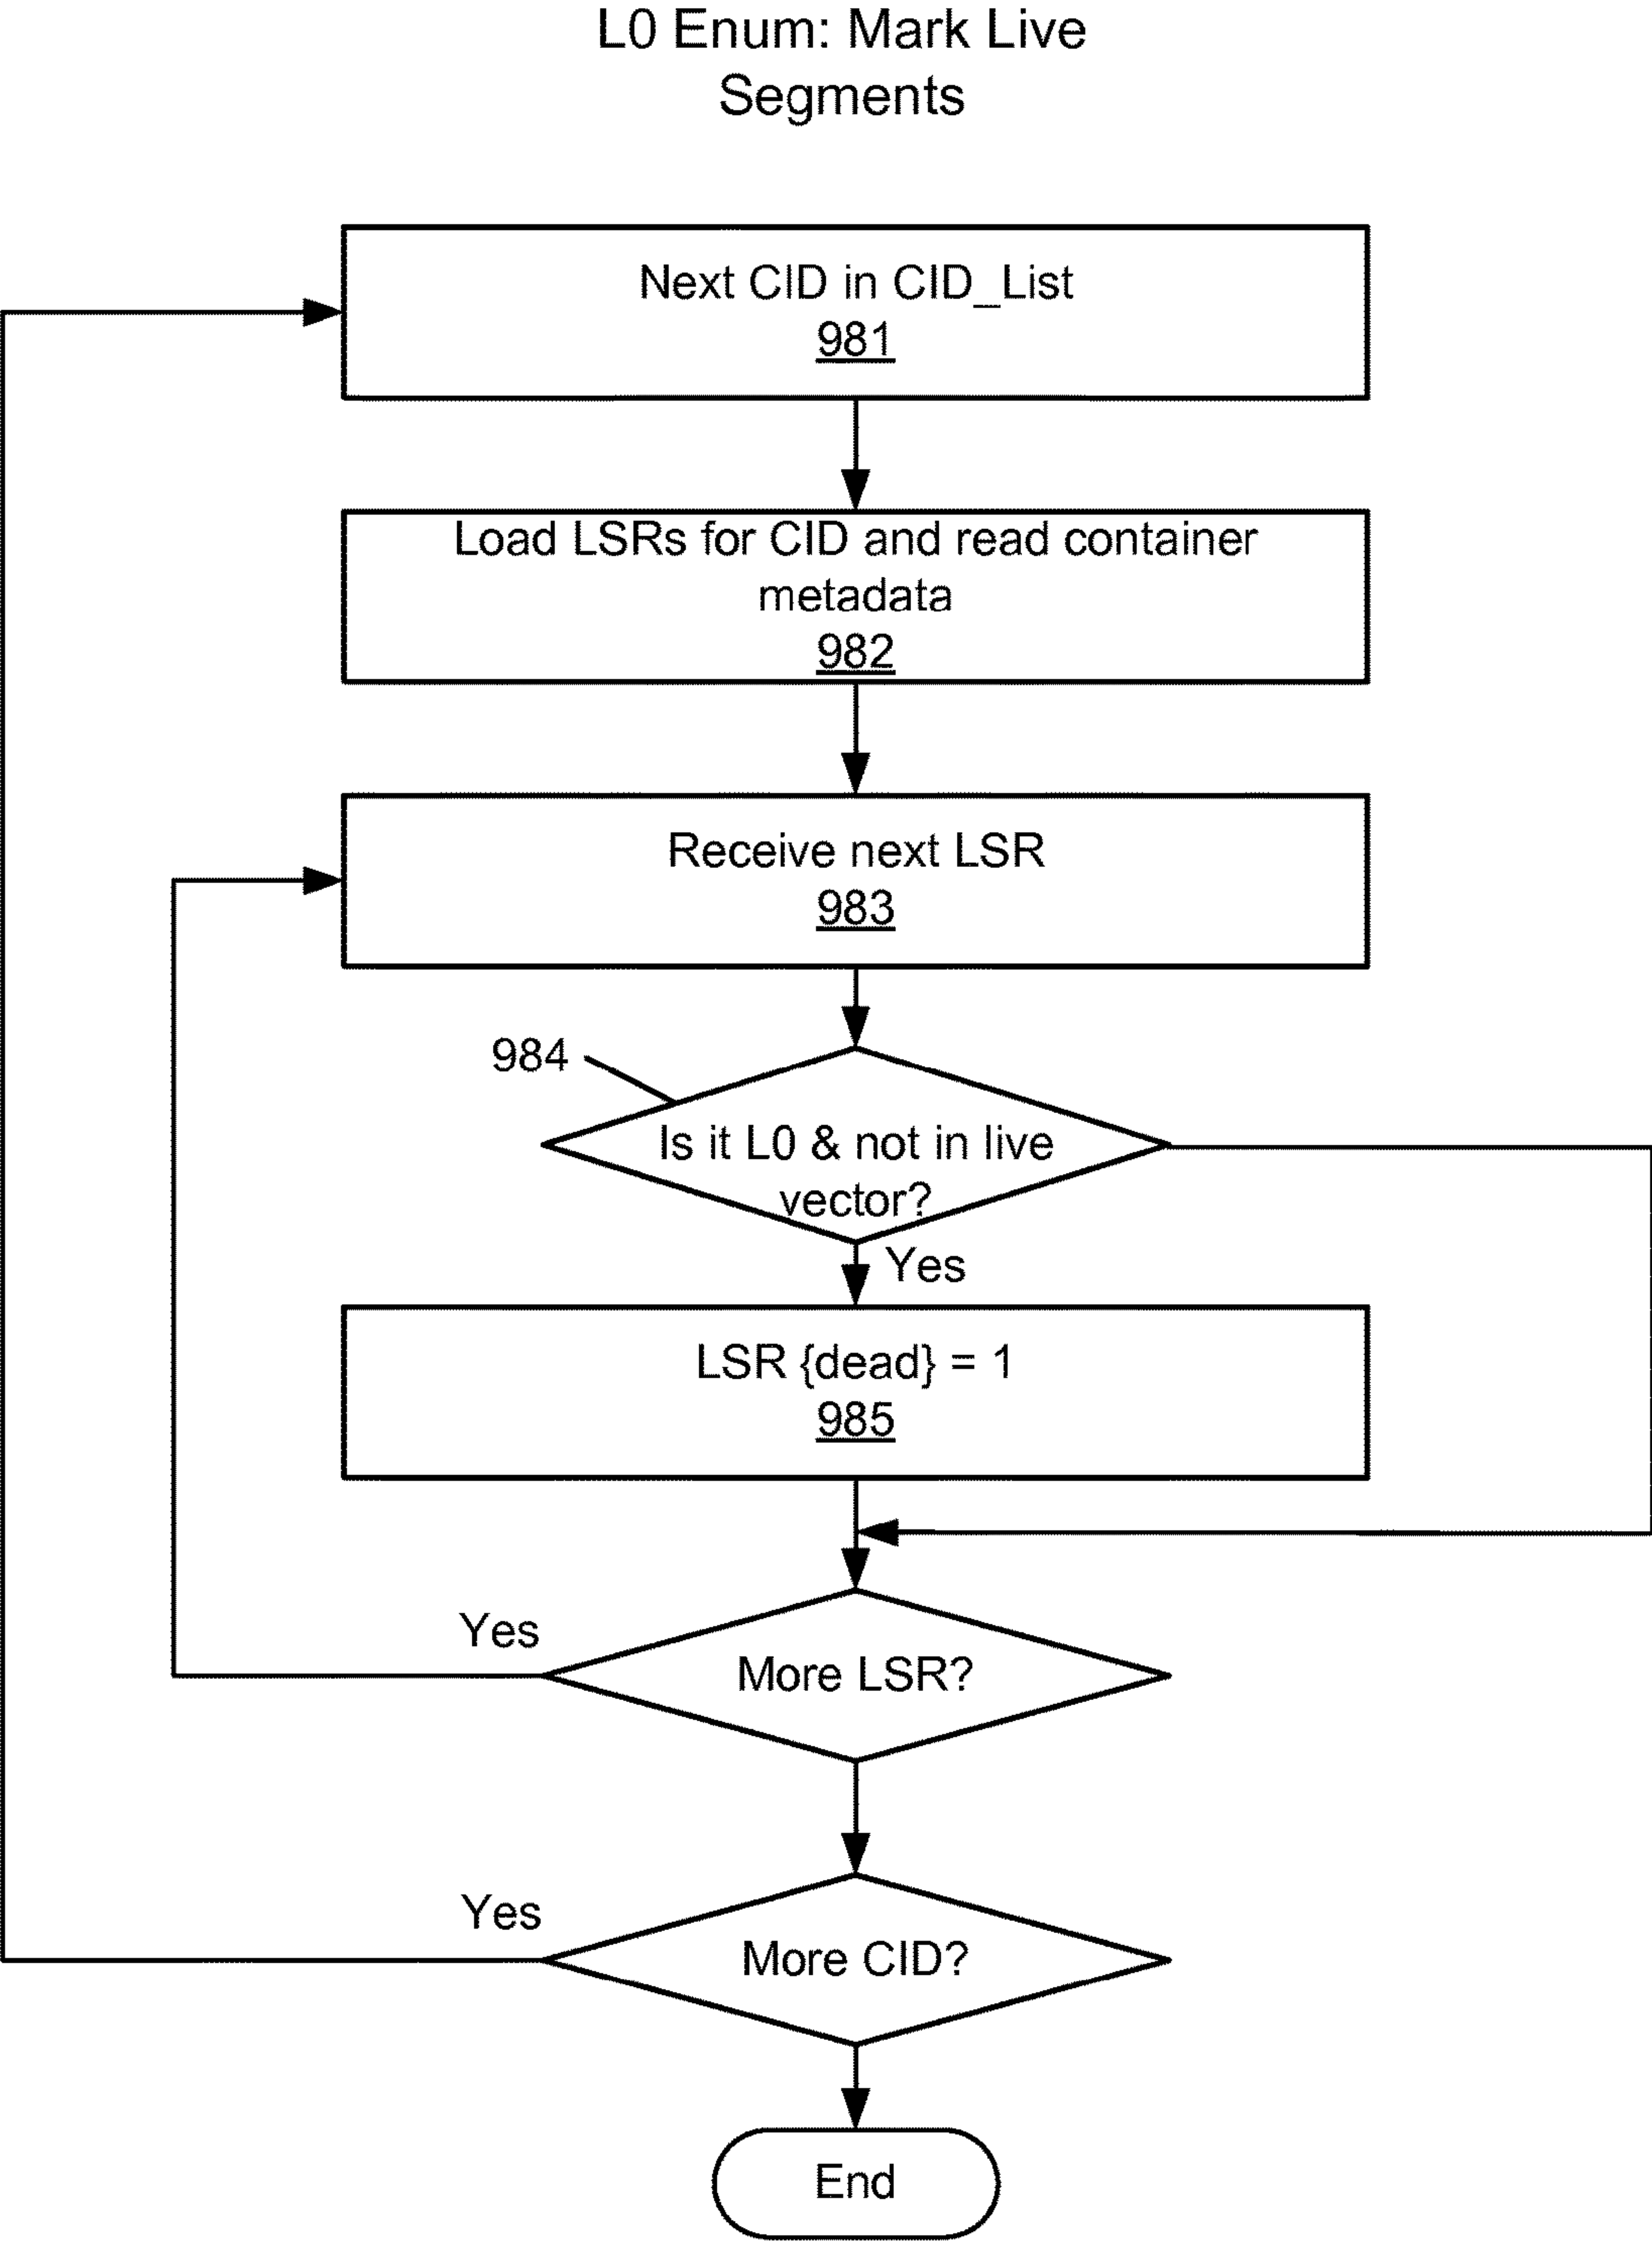 L0 Enum: Mark Live
Segments
Next CID in CID_List
981
Load LSRs for CID and read container
metadata
982
Receive next LSR
983
984
Is it L0 & not in live
vector?
Yes
LSR {dead} = 1
985
Yes
More LSR?
Yes
More CID?
End